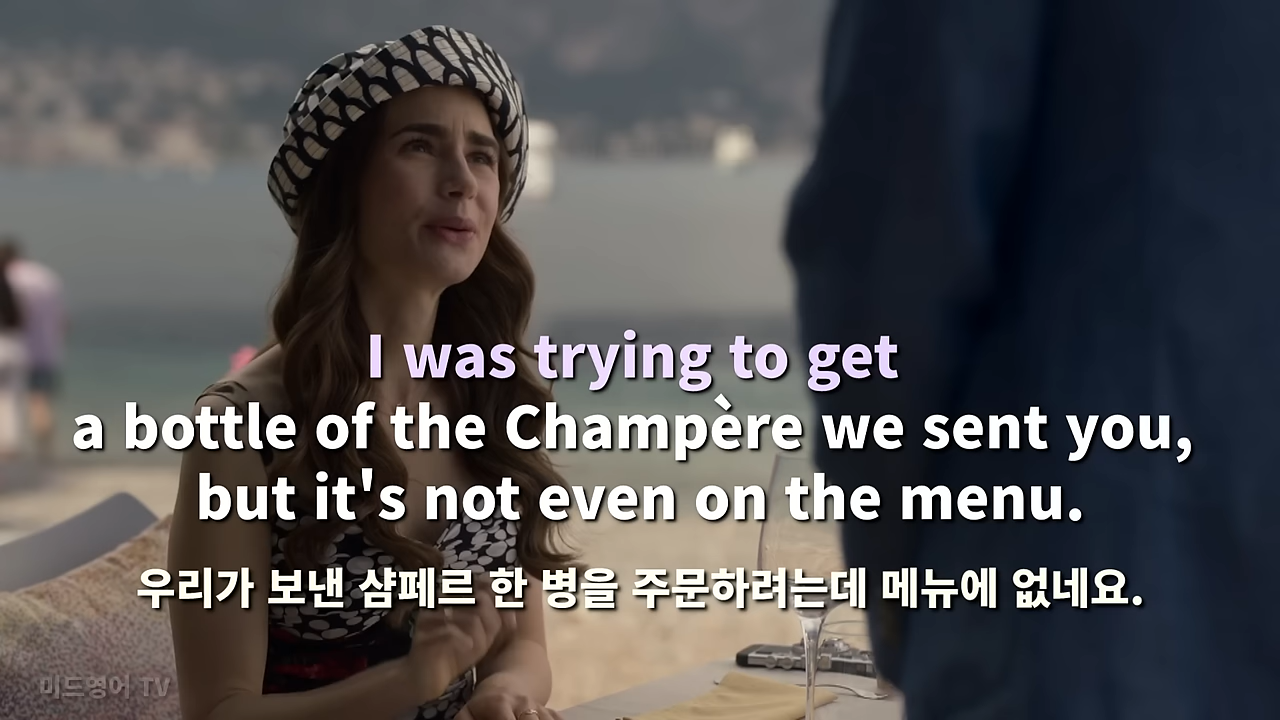 I was trying to get
a bottle of the Champère we sent you,
but it's not even on the menu.
우리가 보낸 샴페르 한 병을 주문하려는데 메뉴에 없네요.
미드영어 TV